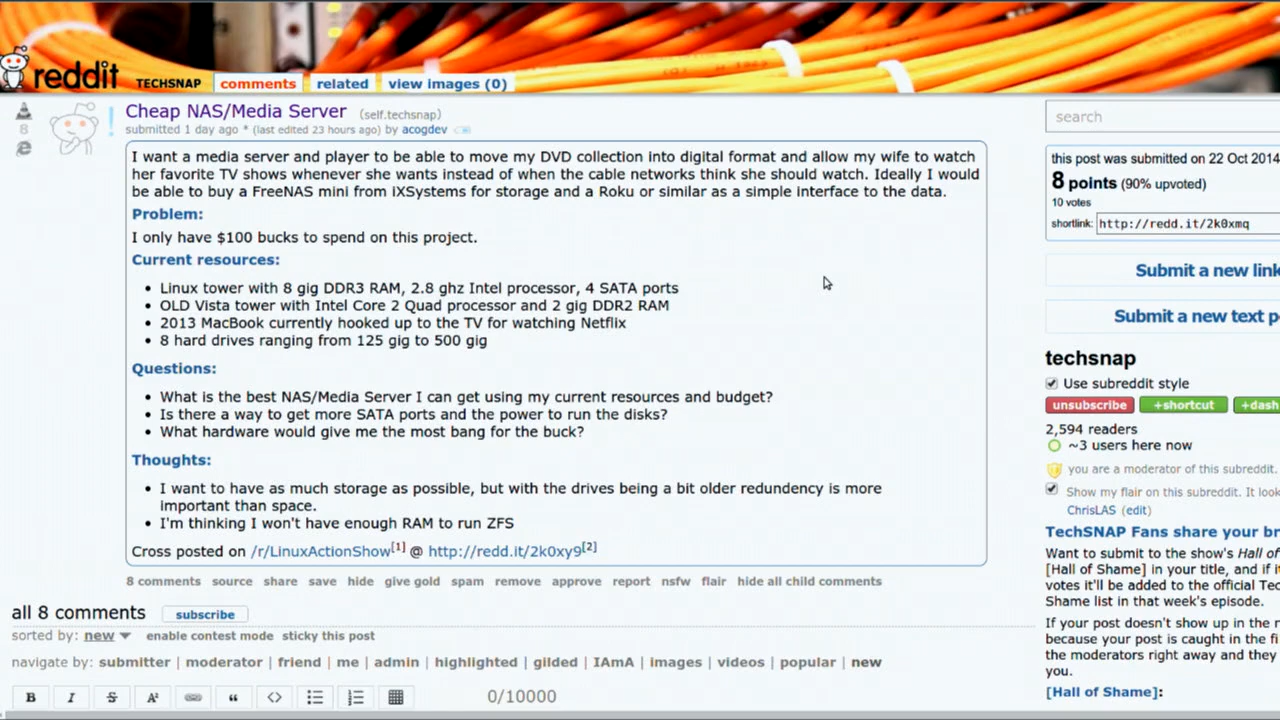 reddit TECHSNAP comments related view images (0)
Cheap NAS/Media Server (self.techsnap)
submitted 1 day ago * (last edited 23 hours ago) by acogdev
8
I want a media server and player to be able to move my DVD collection into digital format and allow my wife to watch
her favorite TV shows whenever she wants instead of when the cable networks think she should watch. Ideally I would
be able to buy a FreeNAS mini from iXSystems for storage and a Roku or similar as a simple interface to the data.
Problem:
I only have $100 bucks to spend on this project.
Current resources:
• Linux tower with 8 gig DDR3 RAM, 2.8 ghz Intel processor, 4 SATA ports
• OLD Vista tower with Intel Core 2 Quad processor and 2 gig DDR2 RAM
• 2013 MacBook currently hooked up to the TV for watching Netflix
• 8 hard drives ranging from 125 gig to 500 gig
Questions:
• What is the best NAS/Media Server I can get using my current resources and budget?
• Is there a way to get more SATA ports and the power to run the disks?
• What hardware would give me the most bang for the buck?
Thoughts:
• I want to have as much storage as possible, but with the drives being a bit older redundency is more
important than space.
• I'm thinking I won't have enough RAM to run ZFS
Cross posted on /r/LinuxActionShow[1] @ http://redd.it/2k0xy9[2]
8 comments source share save hide give gold spam remove approve report nsfw flair hide all child comments
all 8 comments subscribe
sorted by: new enable contest mode sticky this post
navigate by: submitter | moderator | friend | me | admin | highlighted | gilded | IAmA | images | videos | popular | new
B I S A² “ <> 0/10000
search
this post was submitted on 22 Oct 2014
8 points (90% upvoted)
10 votes
shortlink: http://redd.it/2k0xmq
Submit a new link
Submit a new text p
techsnap
Use subreddit style
unsubscribe +shortcut +dash
2,594 readers
~3 users here now
you are a moderator of this subreddit.
Show my flair on this subreddit. It look
ChrisLAS (edit)
TechSNAP Fans share your br
Want to submit to the show's Hall of
[Hall of Shame] in your title, and if it
votes it'll be added to the official Tec
Shame list in that week's episode.
If your post doesn't show up in the n
because your post is caught in the fi
the moderators right away and they
you.
[Hall of Shame]: